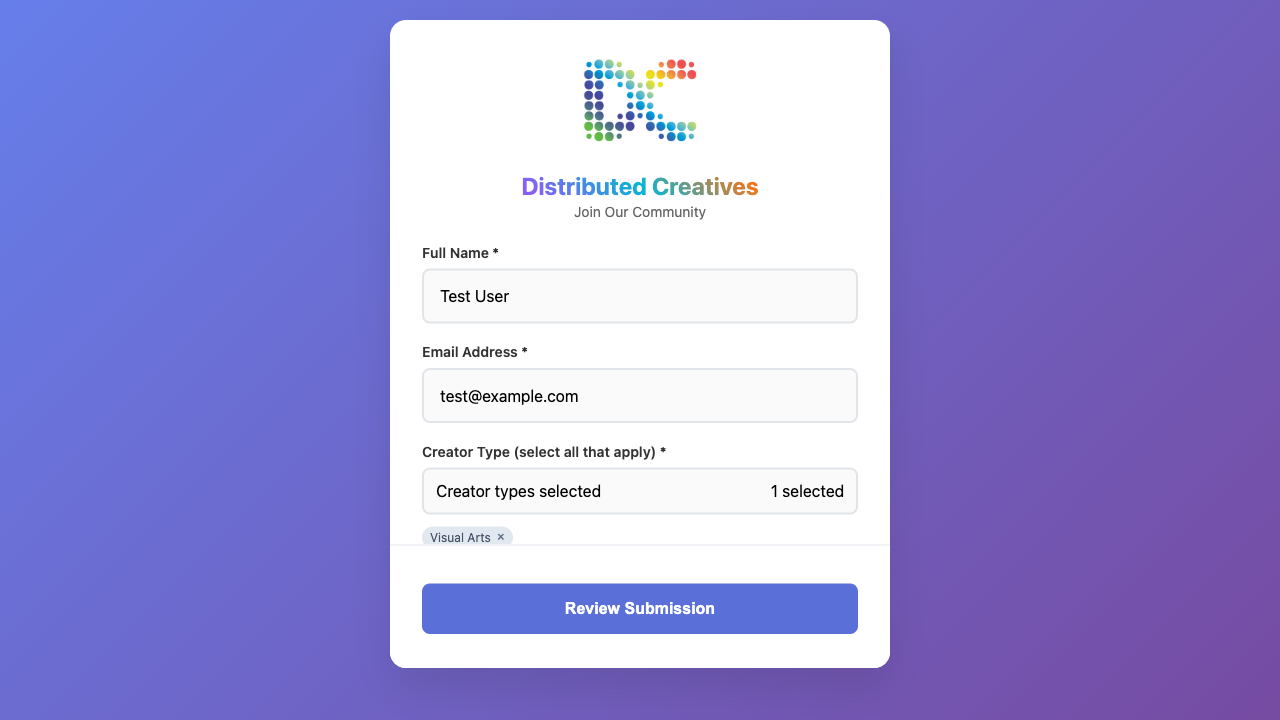 DC
Distributed Creatives
Join Our Community
Full Name *
Test User
Email Address *
test@example.com
Creator Type (select all that apply) *
Creator types selected 1 selected
Visual Arts ×
Review Submission